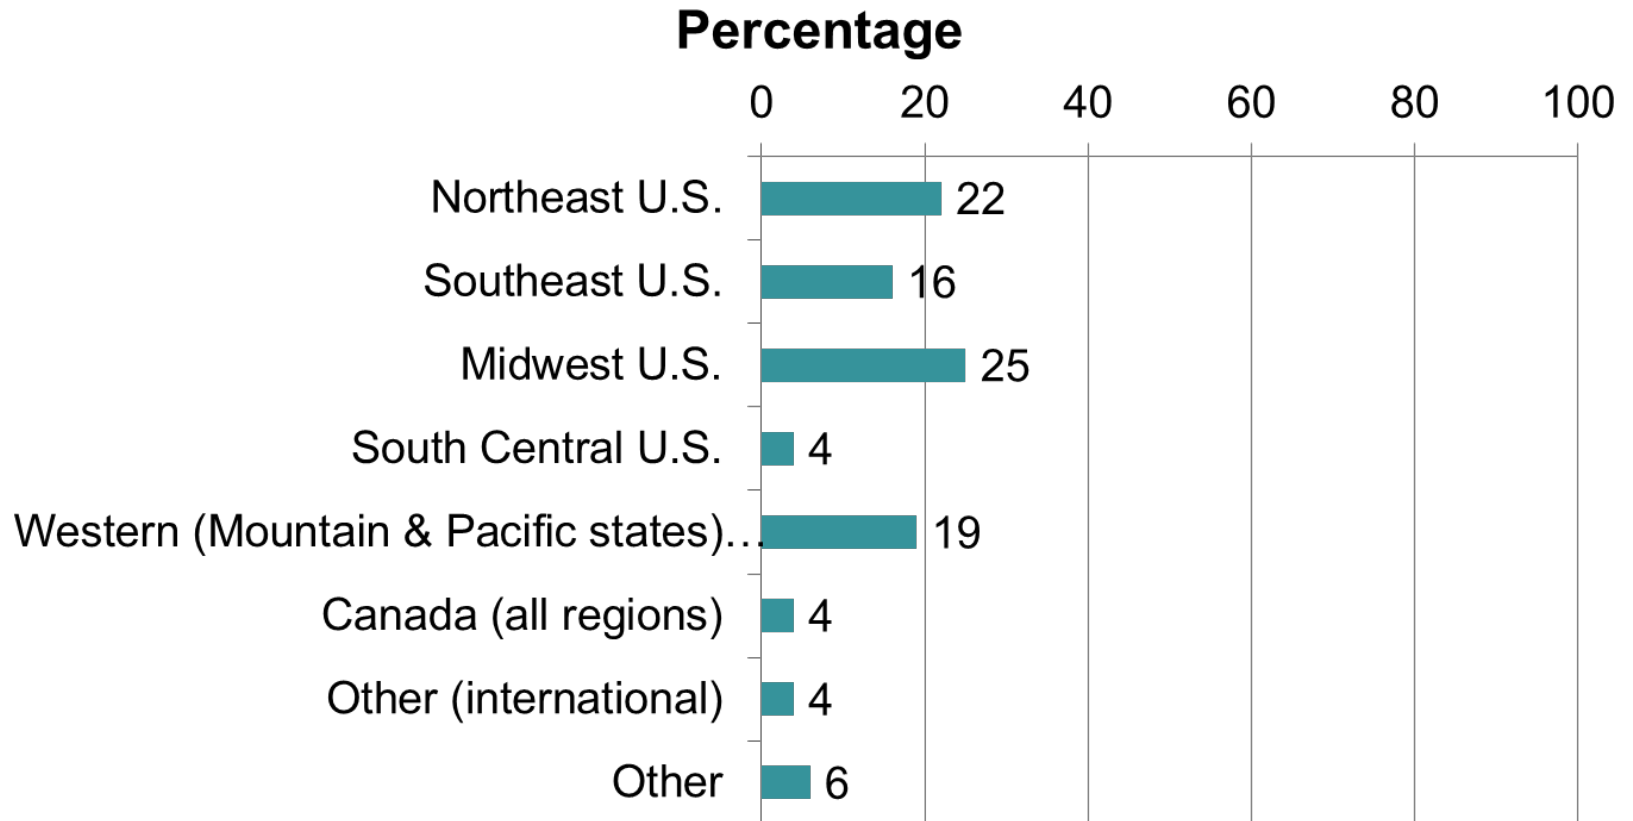 Percentage
0 20 40 60 80 100
Northeast U.S. 22
Southeast U.S. 16
Midwest U.S. 25
South Central U.S. 4
Western (Mountain & Pacific states)… 19
Canada (all regions) 4
Other (international) 4
Other 6